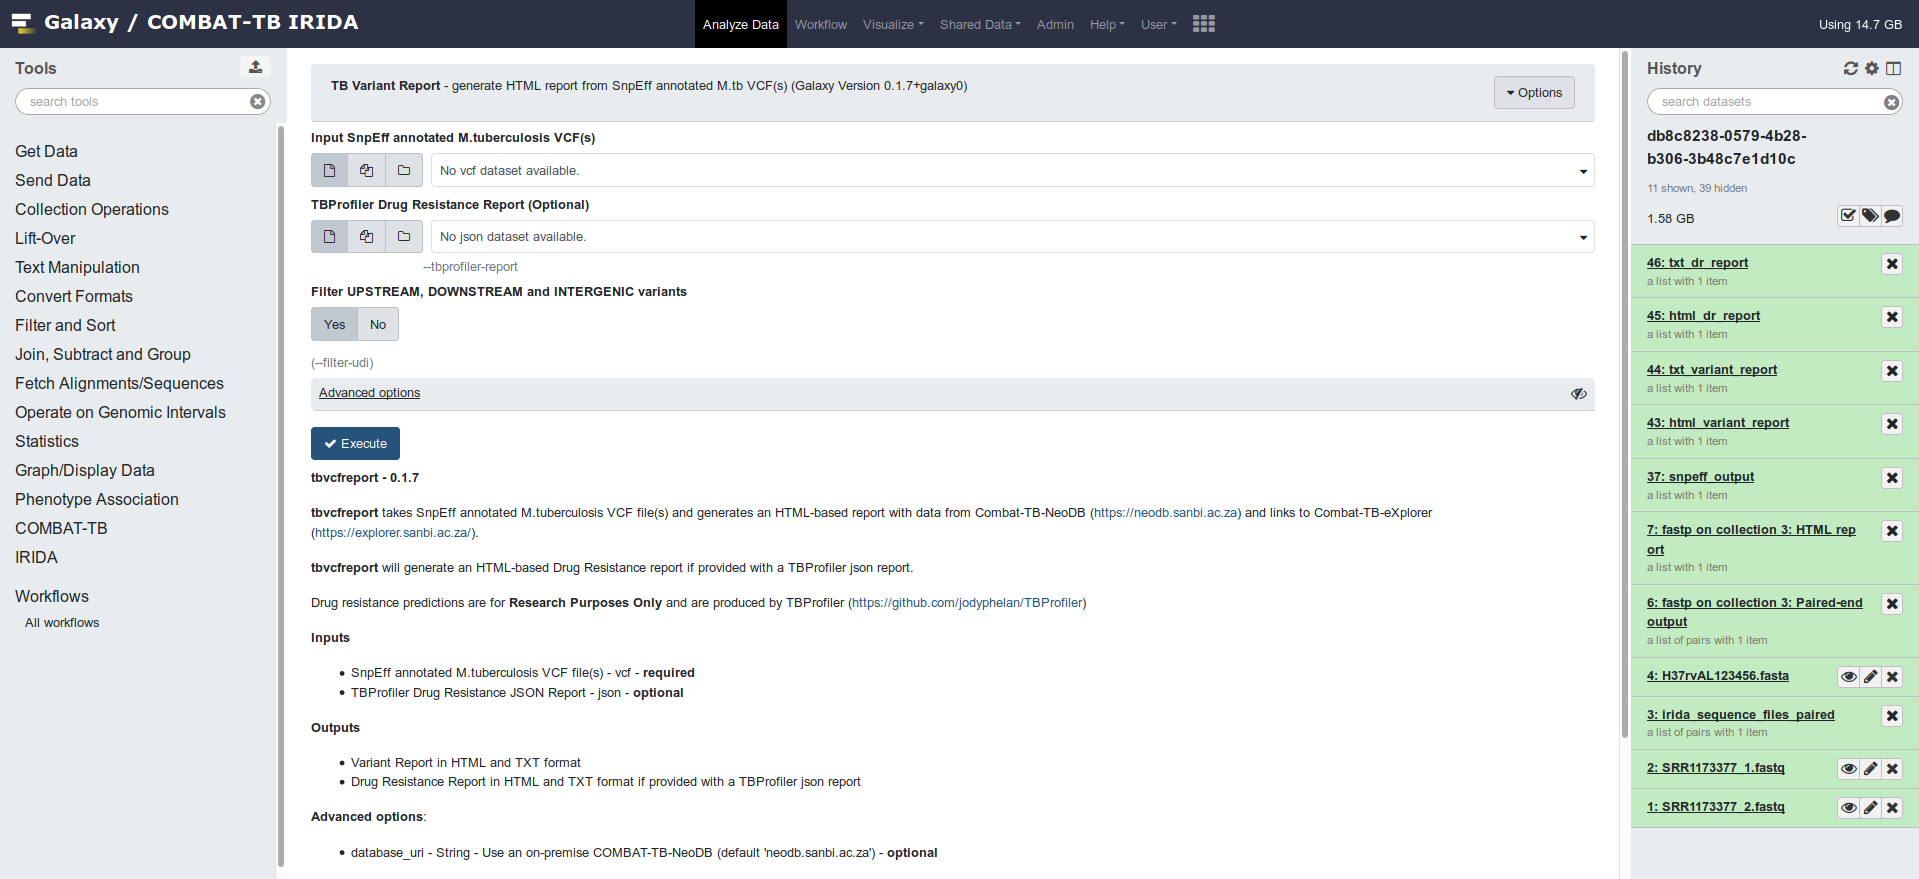 Galaxy / COMBAT-TB IRIDA
Analyze Data Workflow Visualize Shared Data Admin Help User
Using 14.7 GB
Tools
search tools
Get Data
Send Data
Collection Operations
Lift-Over
Text Manipulation
Convert Formats
Filter and Sort
Join, Subtract and Group
Fetch Alignments/Sequences
Operate on Genomic Intervals
Statistics
Graph/Display Data
Phenotype Association
COMBAT-TB
IRIDA
Workflows
All workflows
TB Variant Report - generate HTML report from SnpEff annotated M.tb VCF(s) (Galaxy Version 0.1.7+galaxy0)
Options
Input SnpEff annotated M.tuberculosis VCF(s)
No vcf dataset available.
TBProfiler Drug Resistance Report (Optional)
No json dataset available.
--tbprofiler-report
Filter UPSTREAM, DOWNSTREAM and INTERGENIC variants
Yes No
(--filter-udi)
Advanced options
Execute
tbvcfreport - 0.1.7
tbvcfreport takes SnpEff annotated M.tuberculosis VCF file(s) and generates an HTML-based report with data from Combat-TB-NeoDB (https://neodb.sanbi.ac.za) and links to Combat-TB-eXplorer
(https://explorer.sanbi.ac.za/).
tbvcfreport will generate an HTML-based Drug Resistance report if provided with a TBProfiler json report.
Drug resistance predictions are for Research Purposes Only and are produced by TBProfiler (https://github.com/jodyphelan/TBProfiler)
Inputs
• SnpEff annotated M.tuberculosis VCF file(s) - vcf - required
• TBProfiler Drug Resistance JSON Report - json - optional
Outputs
• Variant Report in HTML and TXT format
• Drug Resistance Report in HTML and TXT format if provided with a TBProfiler json report
Advanced options:
• database_uri - String - Use an on-premise COMBAT-TB-NeoDB (default 'neodb.sanbi.ac.za') - optional
History
search datasets
db8c8238-0579-4b28-
b306-3b48c7e1d10c
11 shown, 39 hidden
1.58 GB
46: txt_dr_report
a list with 1 item
45: html_dr_report
a list with 1 item
44: txt_variant_report
a list with 1 item
43: html_variant_report
a list with 1 item
37: snpeff_output
a list with 1 item
7: fastp on collection 3: HTML rep
ort
a list with 1 item
6: fastp on collection 3: Paired-end
output
a list of pairs with 1 item
4: H37rvAL123456.fasta
3: irida_sequence_files_paired
a list of pairs with 1 item
2: SRR1173377_1.fastq
1: SRR1173377_2.fastq